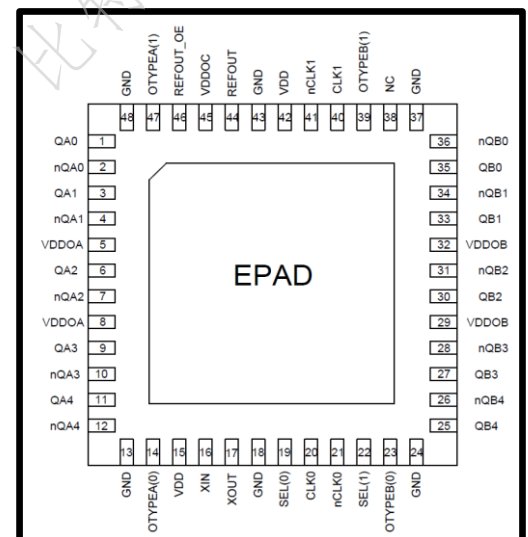 比特
GND OTYPEA(1) REFOUT_OE VDDOC REFOUT GND VDD nCLK1 CLK1 OTYPEB(1) NC GND
48 47 46 45 44 43 42 41 40 39 38 37
QA0 1 36 nQB0
nQA0 2 35 QB0
QA1 3 34 nQB1
nQA1 4 33 QB1
VDDOA 5 32 VDDOB
QA2 6 31 nQB2
EPAD
nQA2 7 30 QB2
VDDOA 8 29 VDDOB
QA3 9 28 nQB3
nQA3 10 27 QB3
QA4 11 26 nQB4
nQA4 12 25 QB4
13 14 15 16 17 18 19 20 21 22 23 24
GND OTYPEA(0) VDD XIN XOUT GND SEL(0) CLK0 nCLK0 SEL(1) OTYPEB(0) GND